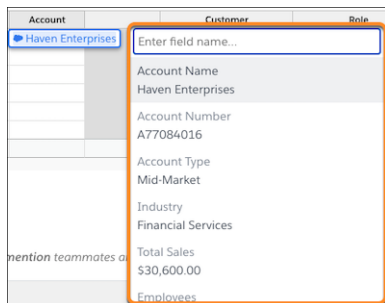 Account Customer Role
Haven Enterprises
Enter field name...
Account Name
Haven Enterprises
Account Number
A77084016
Account Type
Mid-Market
Industry
Financial Services
Total Sales
mention teammates a
$30,600.00
Employees